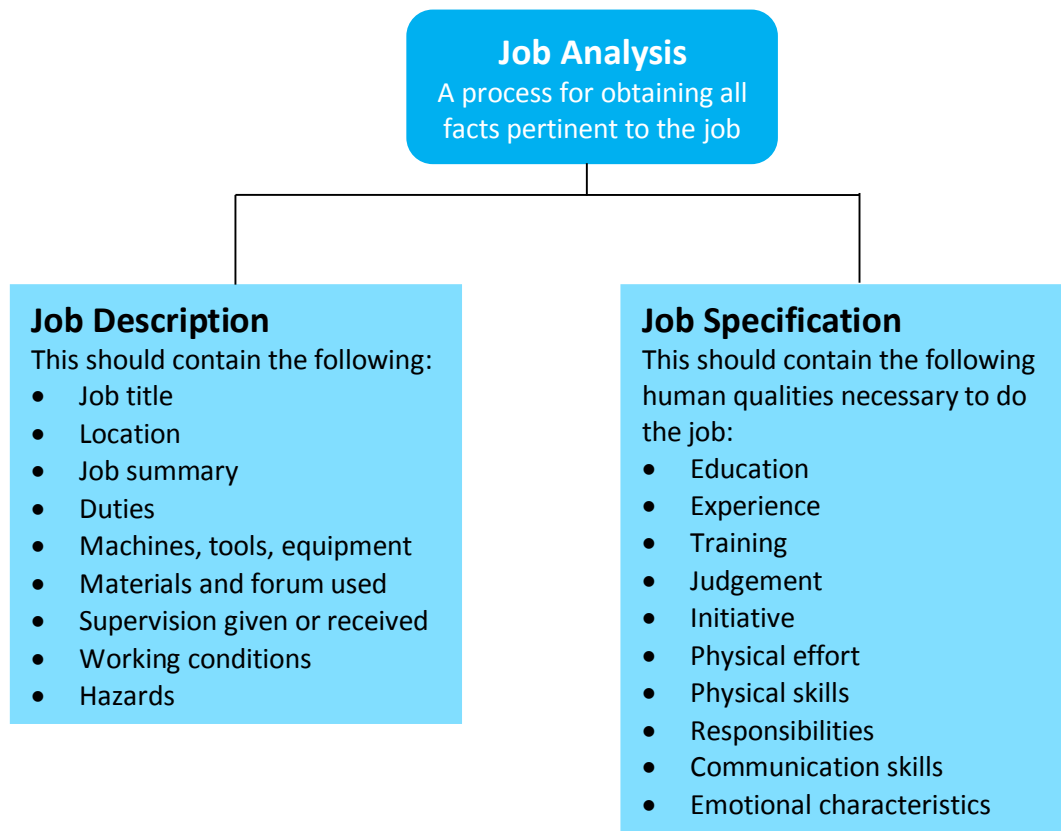 Job Analysis
A process for obtaining all
facts pertinent to the job
Job Description
This should contain the following:
• Job title
• Location
• Job summary
• Duties
• Machines, tools, equipment
• Materials and forum used
• Supervision given or received
• Working conditions
• Hazards
Job Specification
This should contain the following
human qualities necessary to do
the job:
• Education
• Experience
• Training
• Judgement
• Initiative
• Physical effort
• Physical skills
• Responsibilities
• Communication skills
• Emotional characteristics